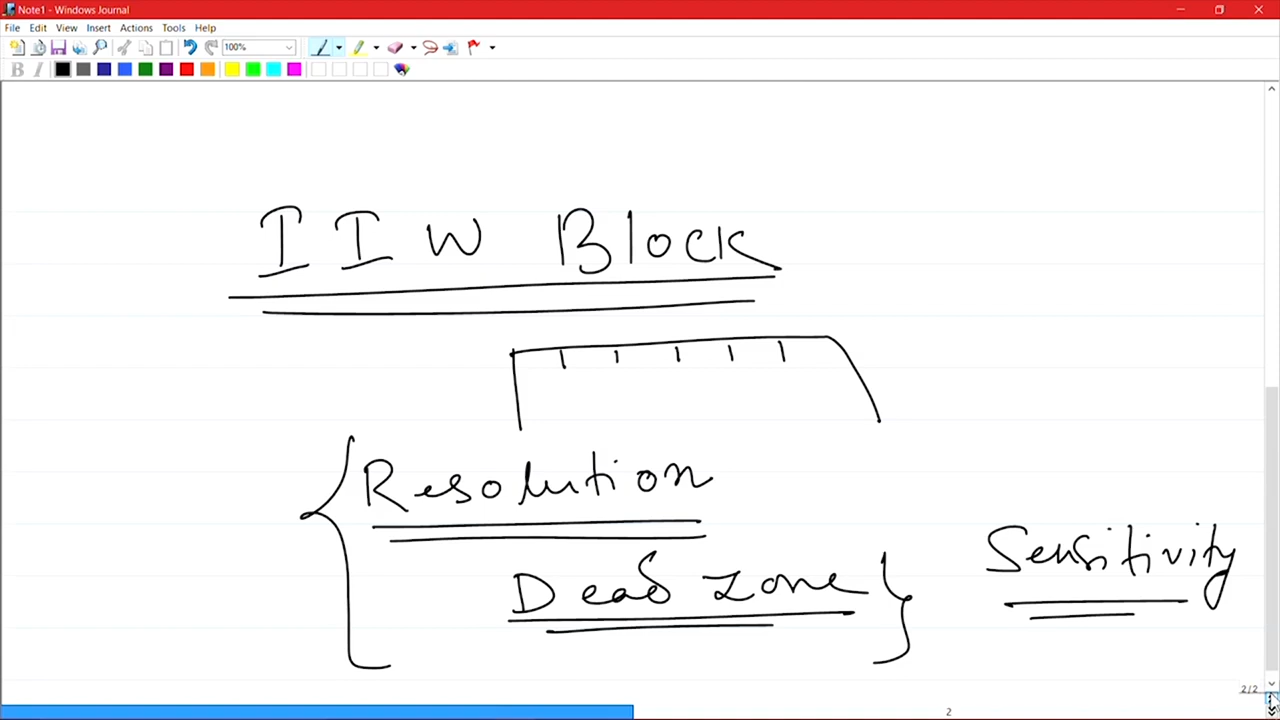 Note1 - Windows Journal
File Edit View Insert Actions Tools Help
100%
B I
I I W Block
Resolution
Dead zone
Sensitivity
2/2
2